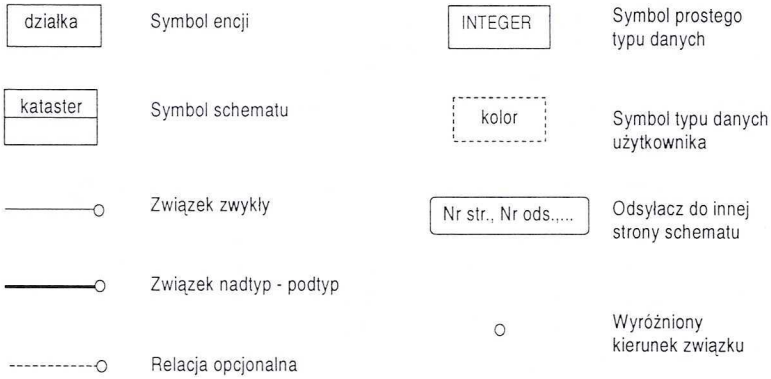 działka
Symbol encji
kataster
Symbol schematu
Związek zwykły
Związek nadtyp - podtyp
Relacja opcjonalna
INTEGER
Symbol prostego
typu danych
kolor
Symbol typu danych
użytkownika
Nr str., Nr ods.,...
Odsyłacz do innej
strony schematu
Wyróżniony
kierunek związku